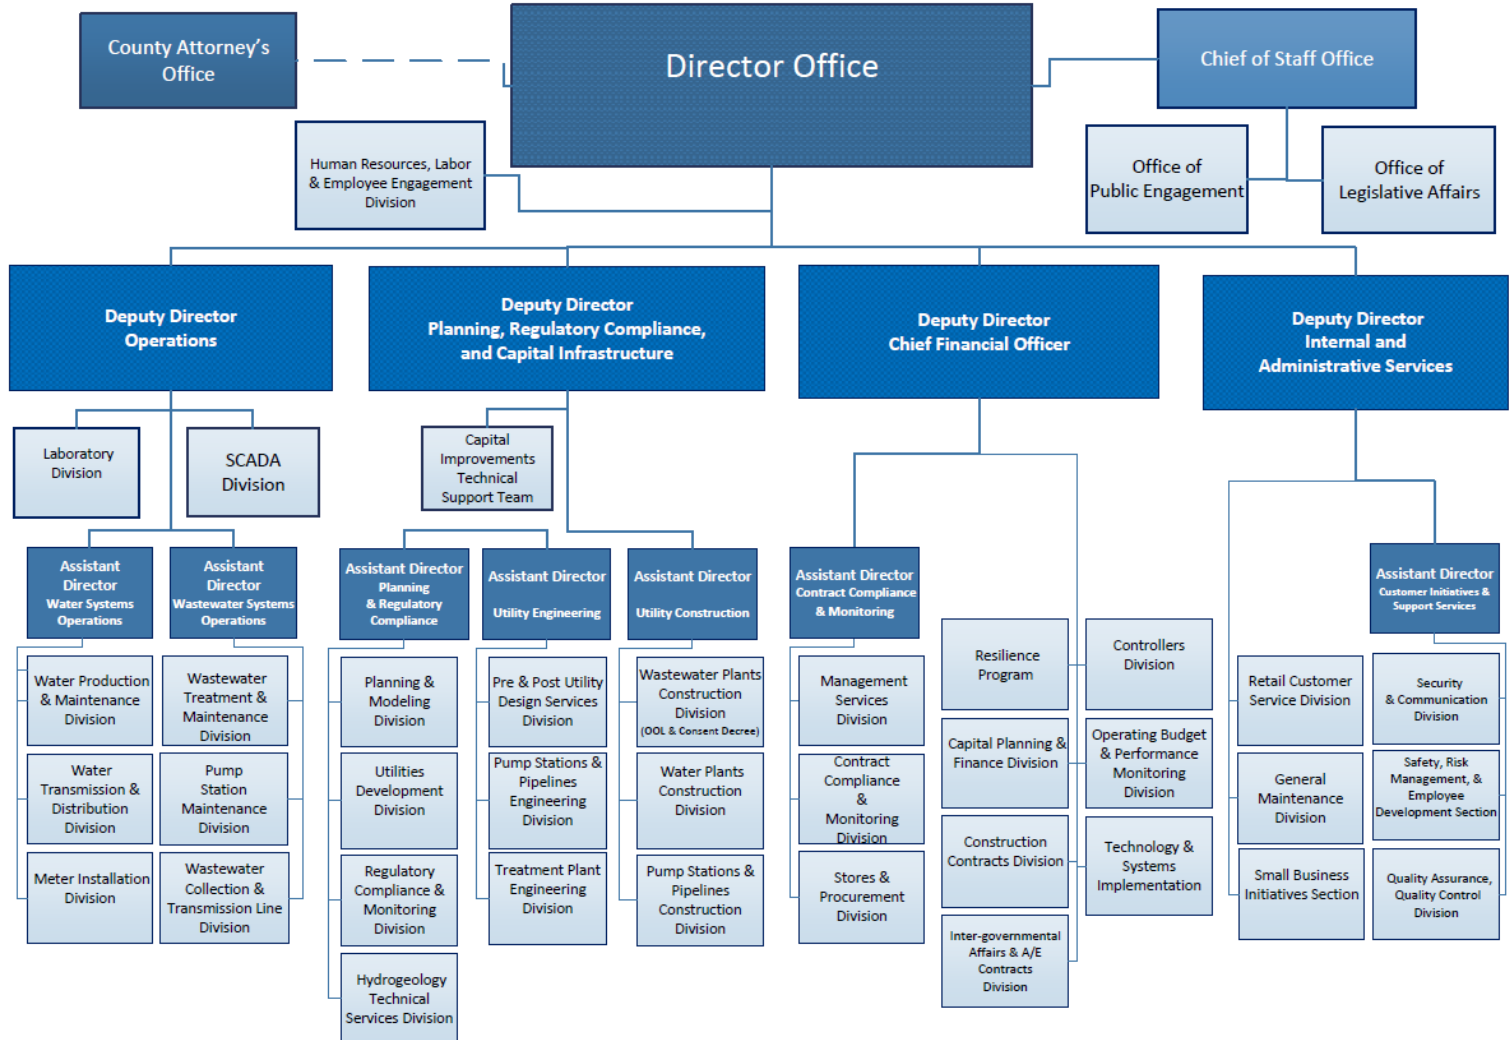 County Attorney's
Office
Director Office
Chief of Staff Office
Human Resources, Labor
& Employee Engagement
Division
Office of
Public Engagement
Office of
Legislative Affairs
Deputy Director
Operations
Deputy Director
Planning, Regulatory Compliance,
and Capital Infrastructure
Deputy Director
Chief Financial Officer
Deputy Director
Internal and
Administrative Services
Laboratory
Division
SCADA
Division
Capital
Improvements
Technical
Support Team
Assistant
Director
Water Systems
Operations
Assistant
Director
Wastewater Systems
Operations
Assistant Director
Planning
& Regulatory
Compliance
Assistant Director
Utility Engineering
Assistant Director
Utility Construction
Assistant Director
Contract Compliance
& Monitoring
Assistant Director
Customer Initiatives &
Support Services
Water Production
& Maintenance
Division
Water
Transmission &
Distribution
Division
Meter Installation
Division
Wastewater
Treatment &
Maintenance
Division
Pump
Station
Maintenance
Division
Wastewater
Collection &
Transmission Line
Division
Planning &
Modeling
Division
Utilities
Development
Division
Regulatory
Compliance &
Monitoring
Division
Hydrogeology
Technical
Services Division
Pre & Post Utility
Design Services
Division
Pump Stations &
Pipelines
Engineering
Division
Treatment Plant
Engineering
Division
Wastewater Plants
Construction
Division
(OOL & Consent Decree)
Water Plants
Construction
Division
Pump Stations &
Pipelines
Construction
Division
Management
Services
Division
Contract
Compliance
&
Monitoring
Division
Stores &
Procurement
Division
Resilience
Program
Capital Planning &
Finance Division
Construction
Contracts Division
Inter-governmental
Affairs & A/E
Contracts
Division
Controllers
Division
Operating Budget
& Performance
Monitoring
Division
Technology &
Systems
Implementation
Retail Customer
Service Division
General
Maintenance
Division
Small Business
Initiatives Section
Security
& Communication
Division
Safety, Risk
Management, &
Employee
Development Section
Quality Assurance,
Quality Control
Division